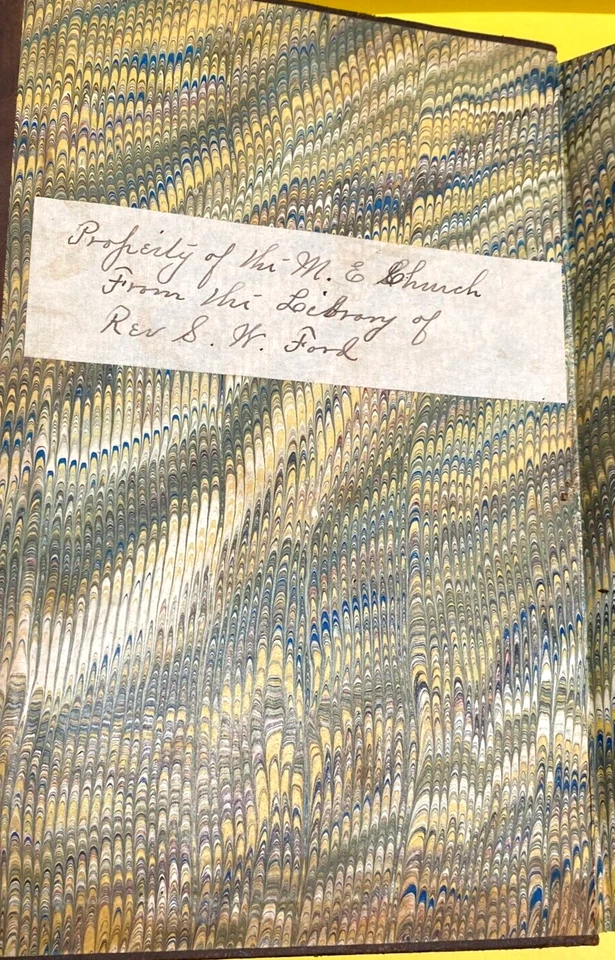 Property of the M. E Church
From the Library of
Rev S. W. Ford